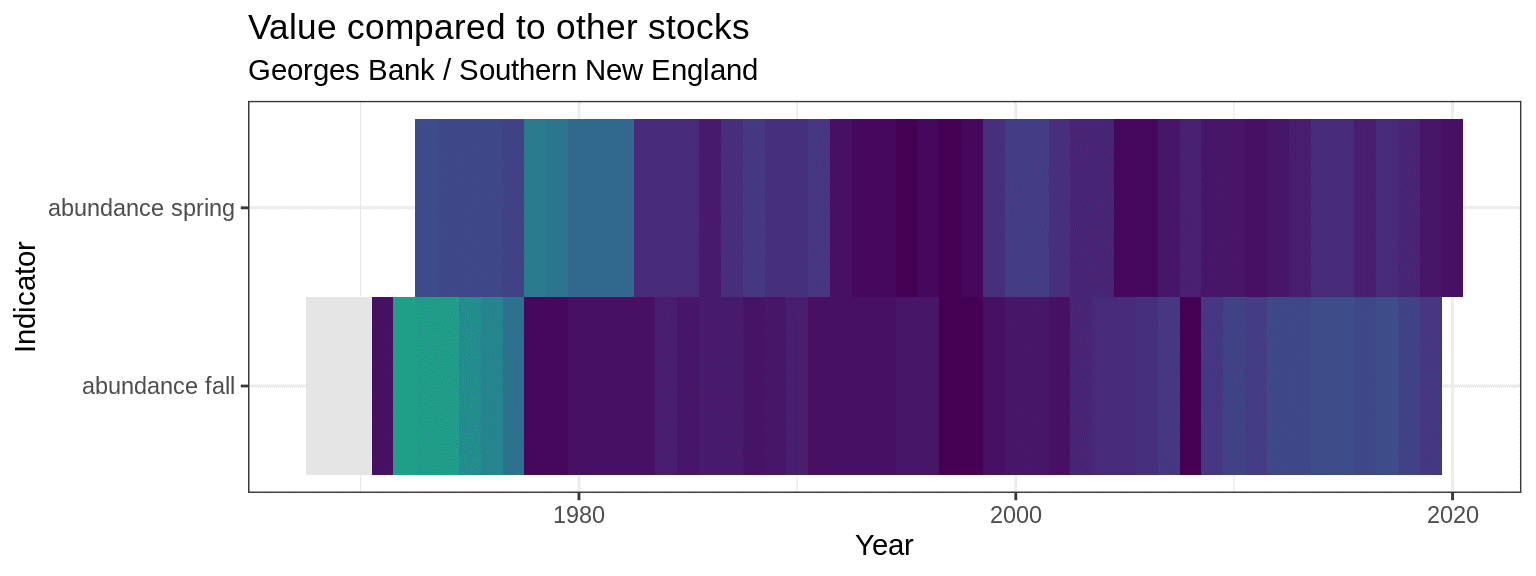 Value compared to other stocks
Georges Bank / Southern New England
Indicator
abundance spring
abundance fall
1980
2000
2020
Year